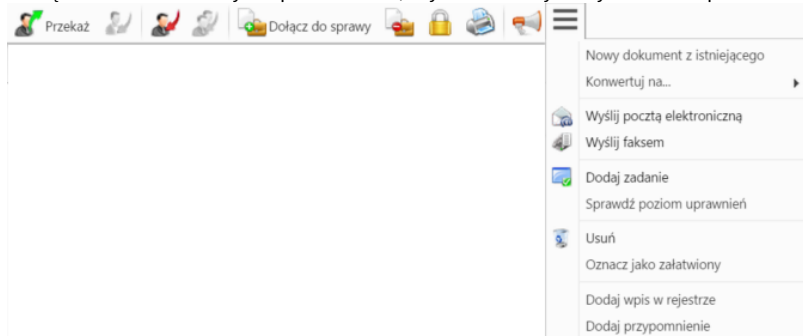 Przekaż
Dołącz do sprawy
Nowy dokument z istniejącego
Konwertuj na...
Wyślij pocztą elektroniczną
Wyślij faksem
Dodaj zadanie
Sprawdź poziom uprawnień
Usuń
Oznacz jako załatwiony
Dodaj wpis w rejestrze
Dodaj przypomnienie